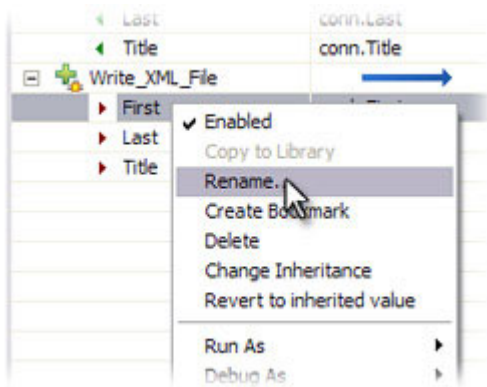 Last conn.Last
Title conn.Title
Write_XML_File
First
Last
Title
Enabled
Copy to Library
Rename...
Create Bookmark
Delete
Change Inheritance
Revert to inherited value
Run As
Debug As